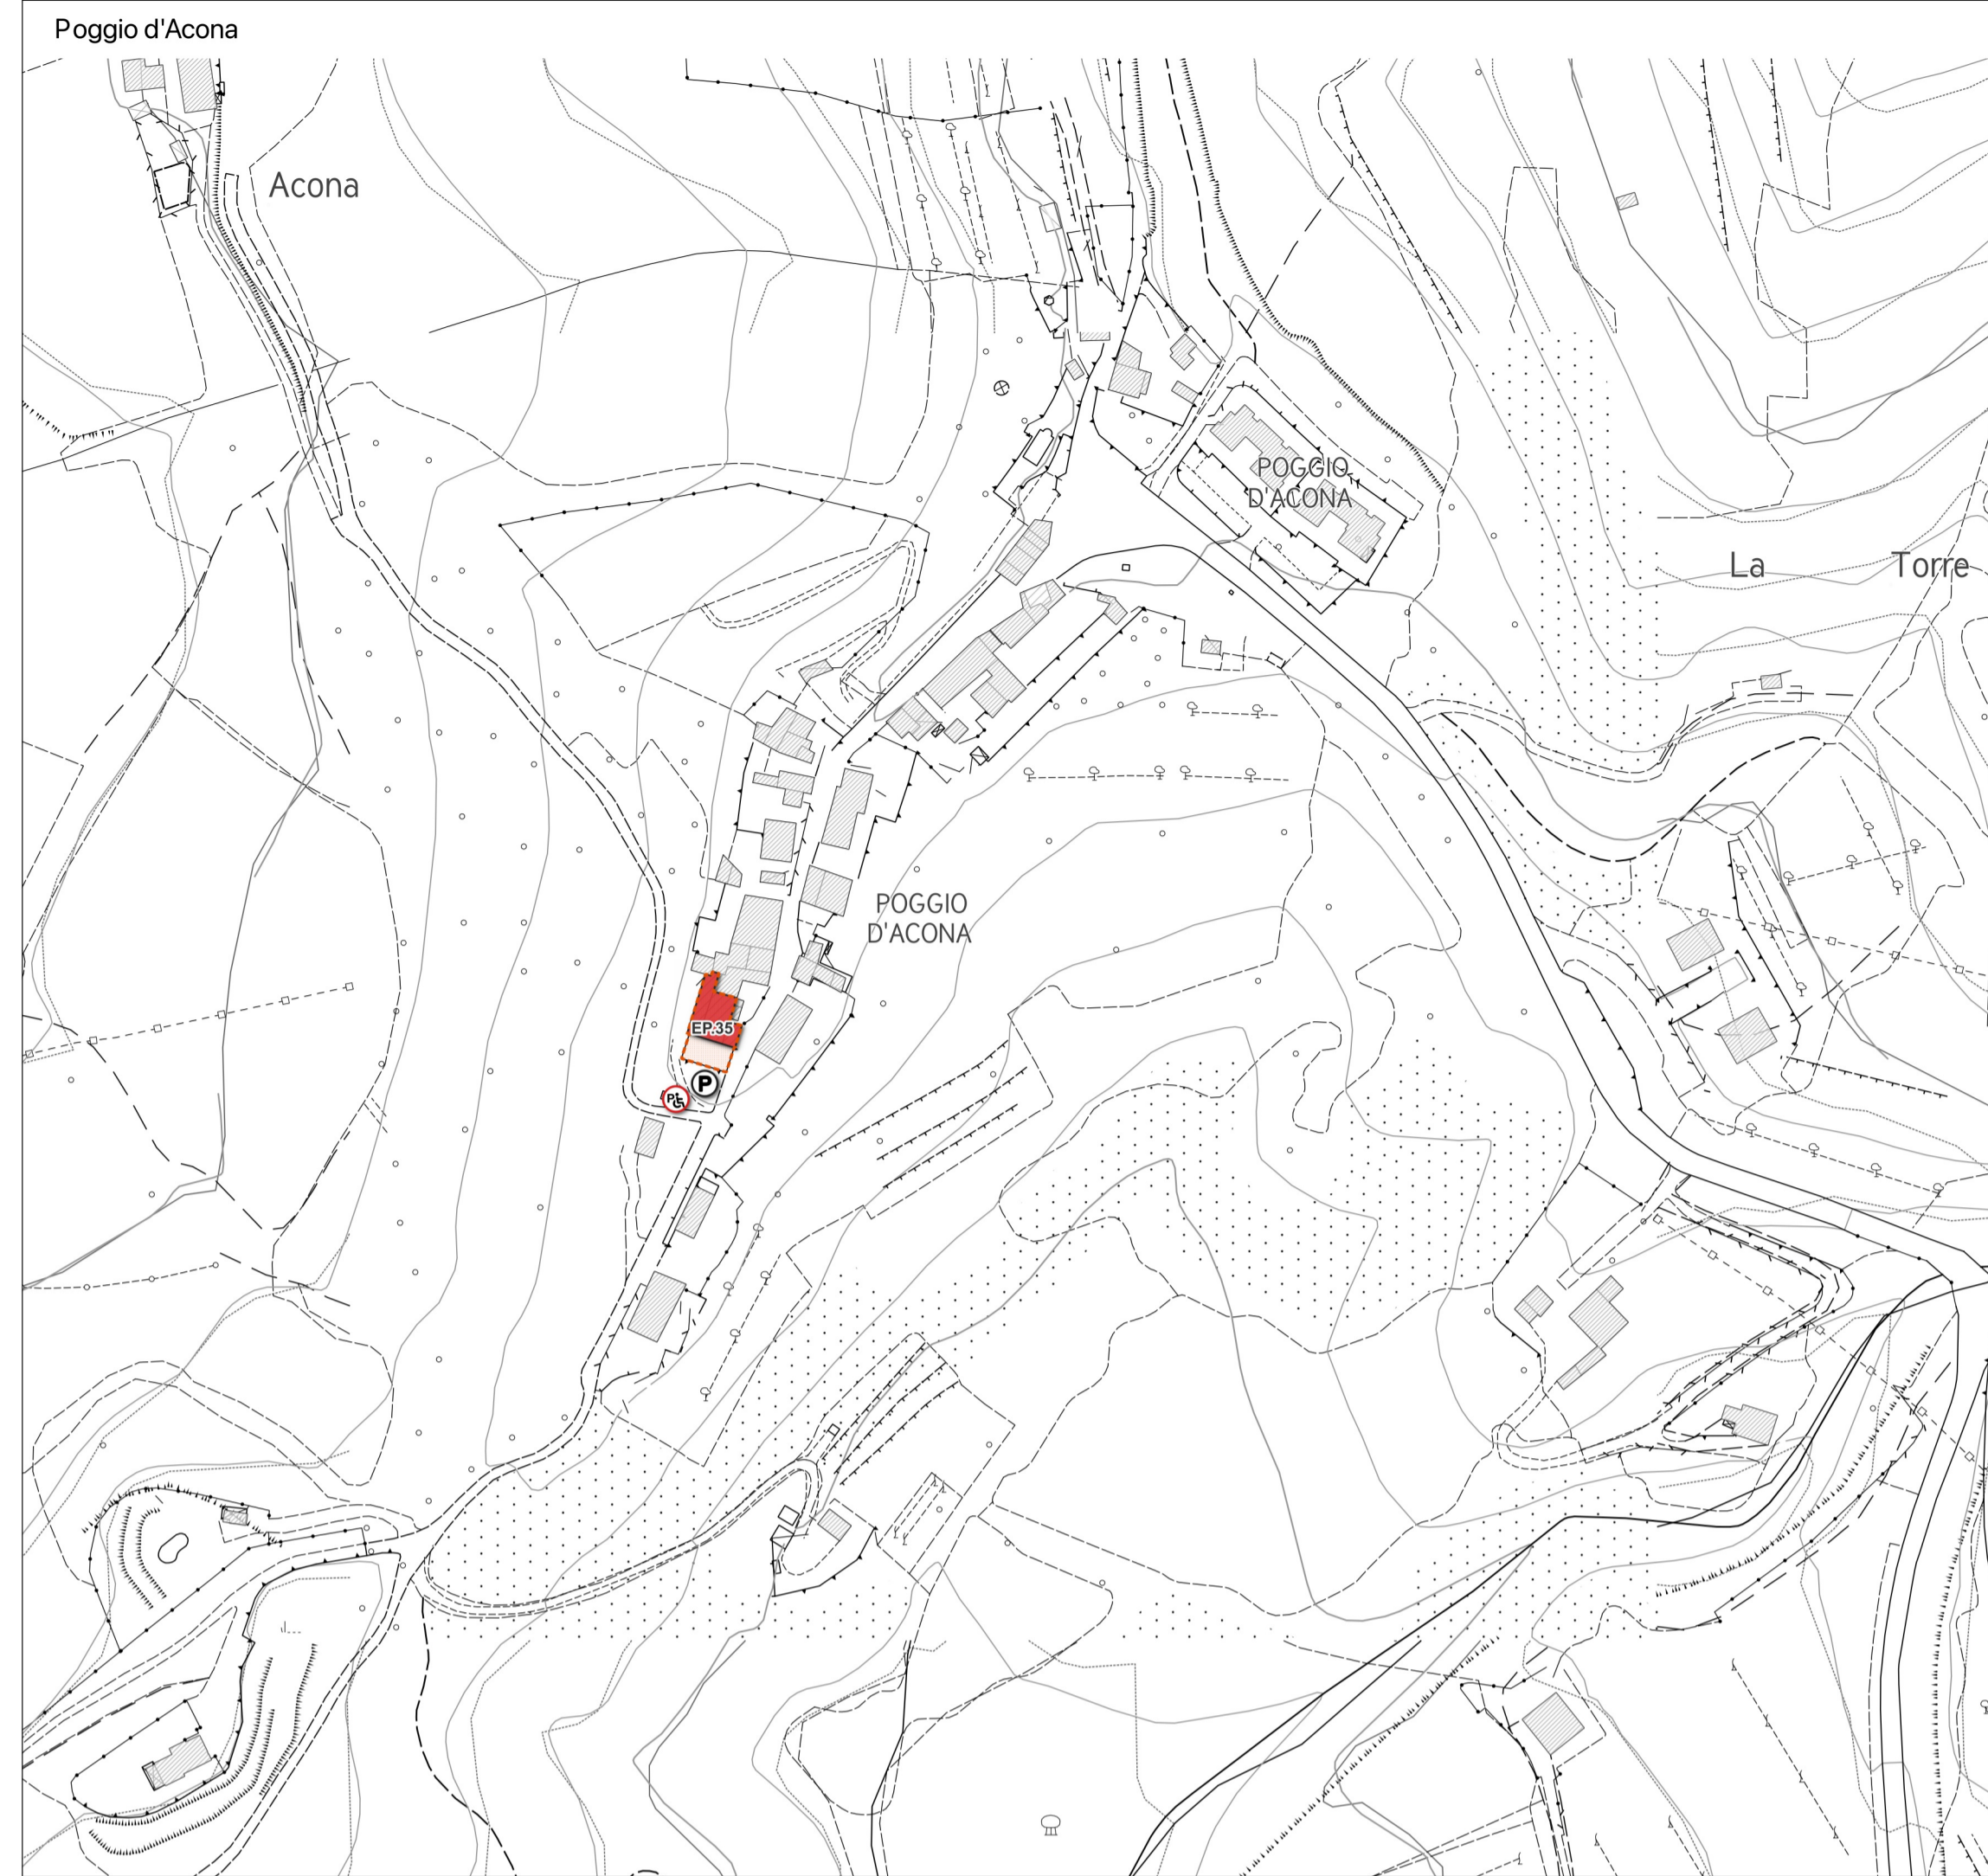 Poggio d'Acona
Acona
POGGIO
D'ACONA
La Torre
POGGIO
D'ACONA
EP.35
P
P